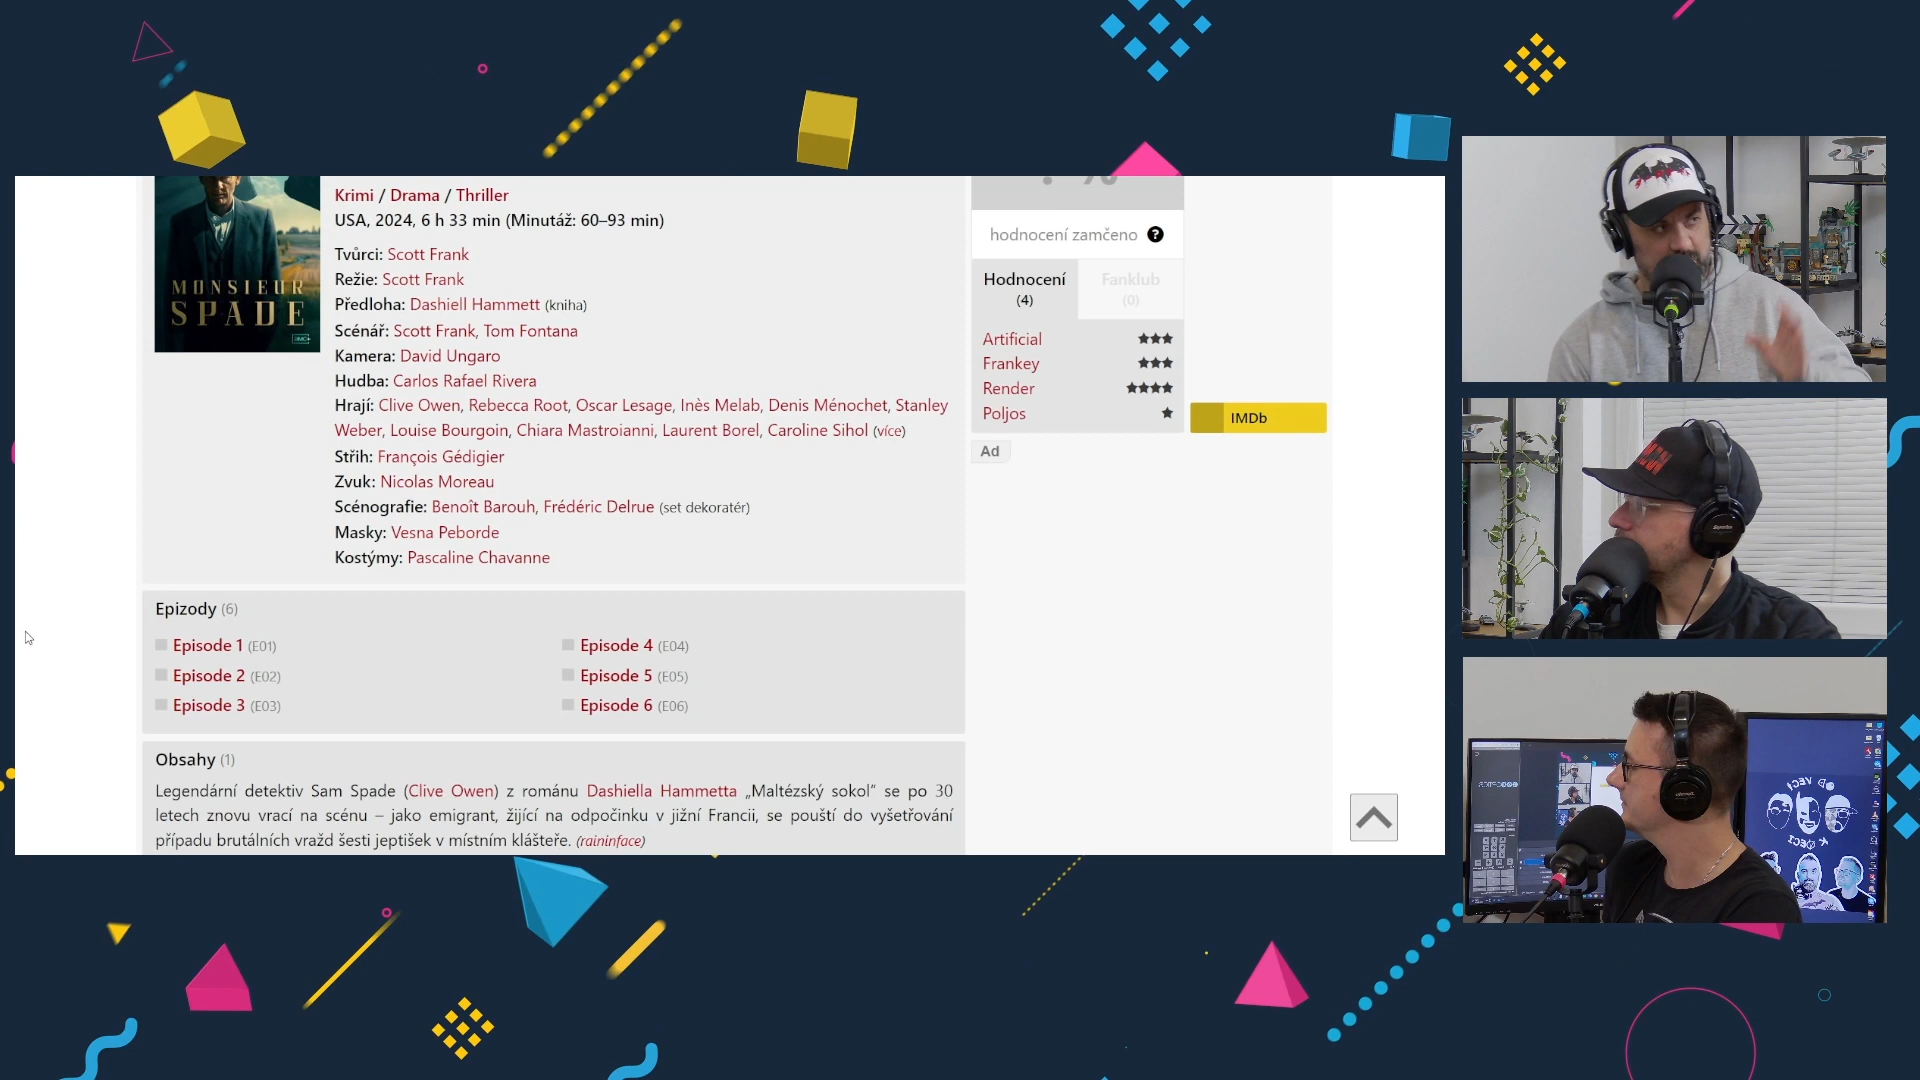 Krimi / Drama / Thriller
USA, 2024, 6 h 33 min (Minutáž: 60–93 min)
Tvůrci: Scott Frank
Režie: Scott Frank
Předloha: Dashiell Hammett (kniha)
Scénář: Scott Frank, Tom Fontana
Kamera: David Ungaro
Hudba: Carlos Rafael Rivera
Hrají: Clive Owen, Rebecca Root, Oscar Lesage, Inès Melab, Denis Ménochet, Stanley
Weber, Louise Bourgoin, Chiara Mastroianni, Laurent Borel, Caroline Sihol (více)
Střih: François Gédigier
Zvuk: Nicolas Moreau
Scénografie: Benoît Barouh, Frédéric Delrue (set dekoratér)
Masky: Vesna Peborde
Kostýmy: Pascaline Chavanne
MONSIEUR
SPADE
hodnocení zamčeno ?
Hodnocení
(4)
Fanklub
(0)
Artificial ★★★
Frankey ★★★
Render ★★★★
Poljos ★
IMDb
Ad
Epizody (6)
Episode 1 (E01)
Episode 2 (E02)
Episode 3 (E03)
Episode 4 (E04)
Episode 5 (E05)
Episode 6 (E06)
Obsahy (1)
Legendární detektiv Sam Spade (Clive Owen) z románu Dashiella Hammetta „Maltézský sokol“ se po 30
letech znovu vrací na scénu – jako emigrant, žijící na odpočinku v jižní Francii, se pouští do vyšetřování
případu brutálních vražd šesti jeptišek v místním klášteře. (raininface)